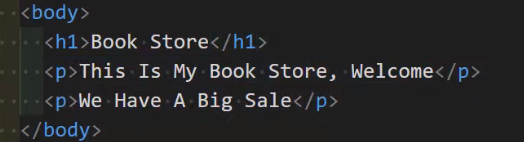 <body>
<h1>Book Store</h1>
<p>This Is My Book Store, Welcome</p>
<p>We Have A Big Sale</p>
</body>